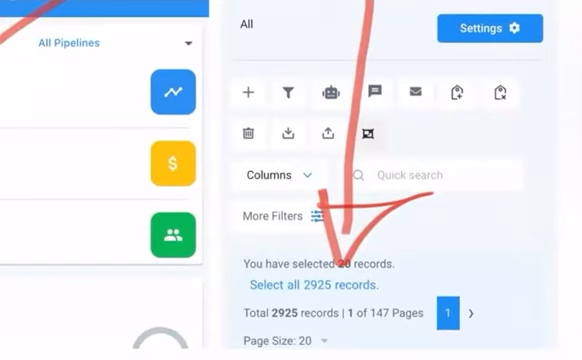 All Pipelines
$
All
Settings
Columns
Quick search
More Filters
You have selected 20 records.
Select all 2925 records.
Total 2925 records | 1 of 147 Pages
1
Page Size: 20